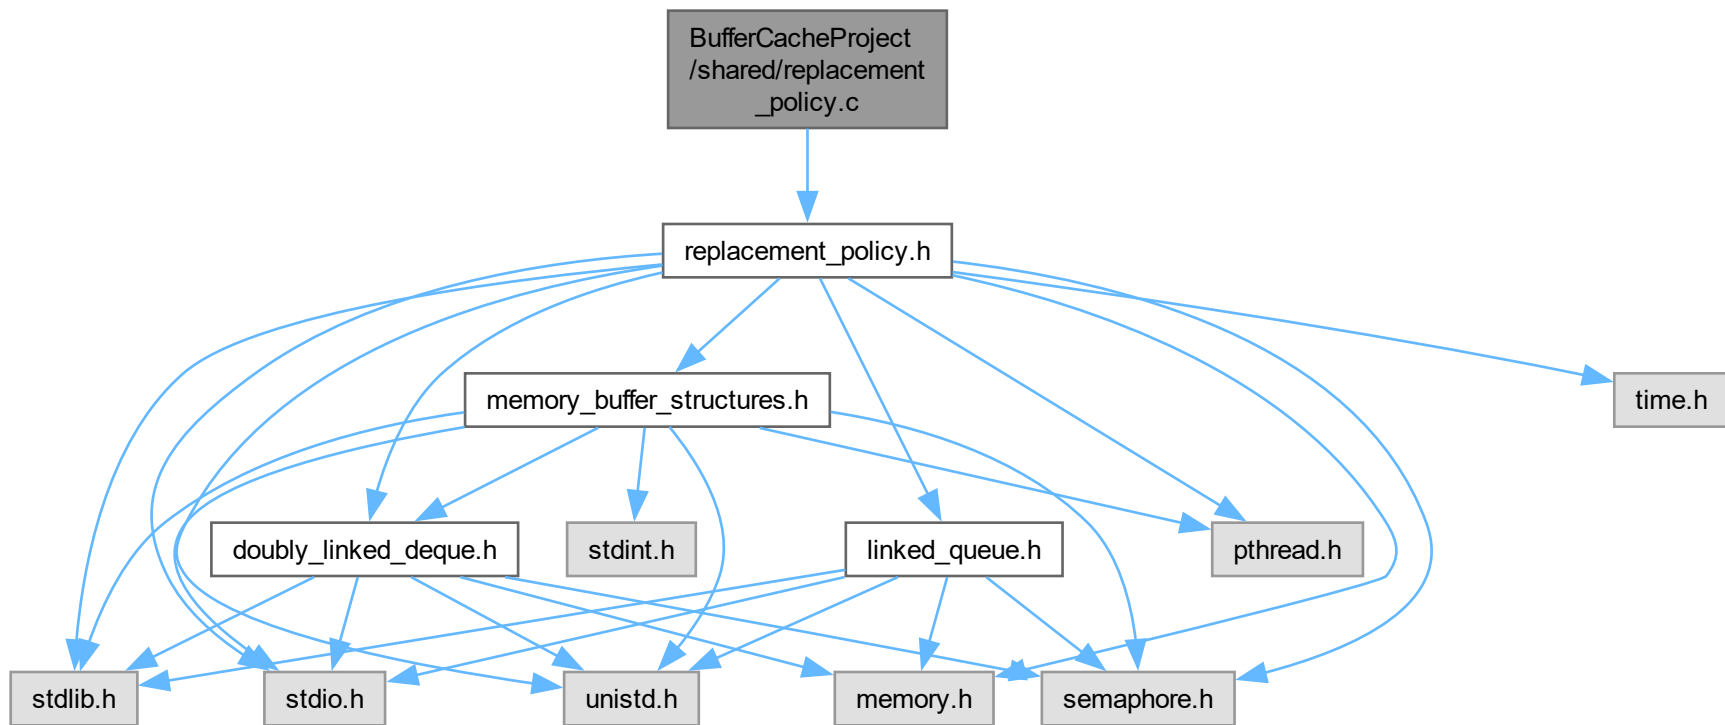 BufferCacheProject
/shared/replacement
_policy.c
replacement_policy.h
memory_buffer_structures.h
time.h
doubly_linked_deque.h
stdint.h
linked_queue.h
pthread.h
stdlib.h
stdio.h
unistd.h
memory.h
semaphore.h